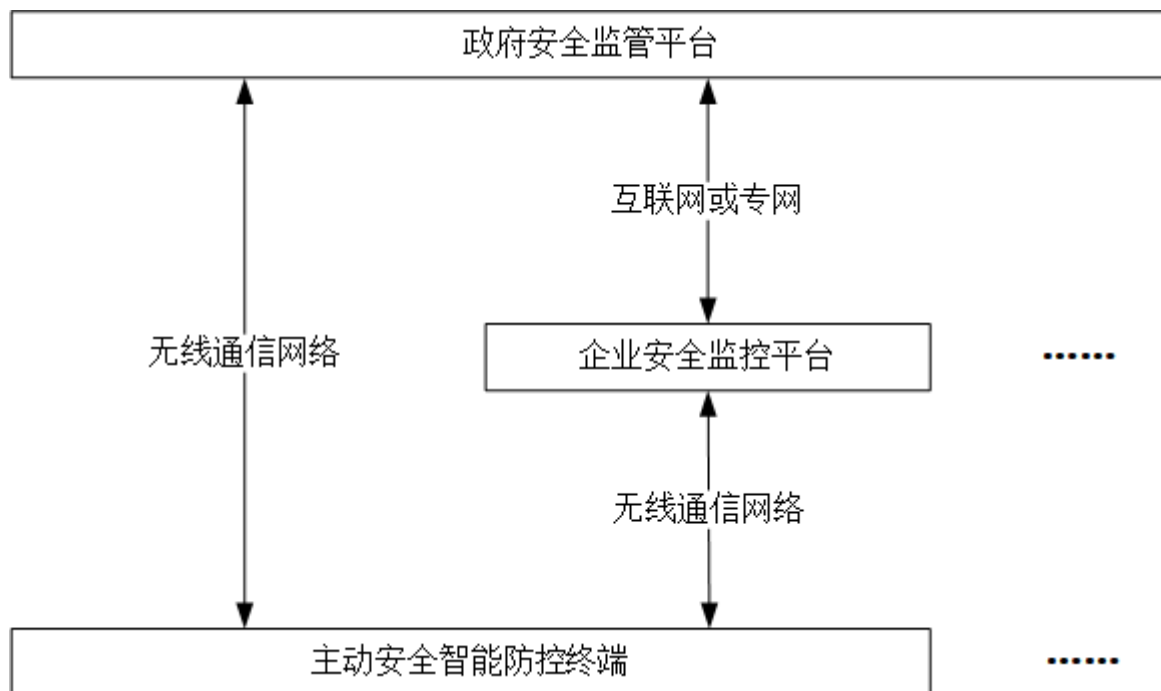 政府安全监管平台
互联网或专网
无线通信网络
企业安全监控平台
......
无线通信网络
主动安全智能防控终端
......